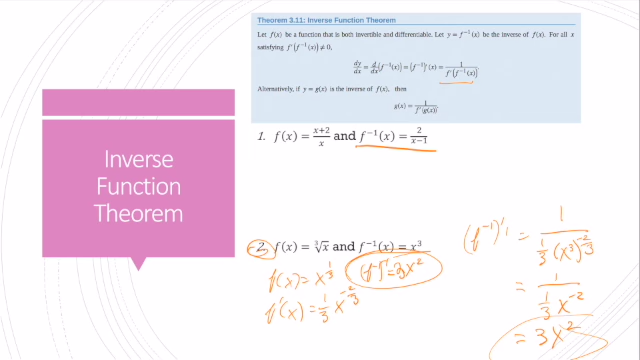 Theorem 3.11: Inverse Function Theorem
Let f(x) be a function that is both invertible and differentiable. Let y = f⁻¹(x) be the inverse of f(x). For all x
satisfying f′(f⁻¹(x)) ≠ 0,
dy/dx = d/dx(f⁻¹(x)) = (f⁻¹)′(x) = 1/f′(f⁻¹(x)).
Alternatively, if y = g(x) is the inverse of f(x), then
g(x) = 1/f′(g(x)).
1. f(x) = (x+2)/x and f⁻¹(x) = 2/(x−1)
Inverse
Function
Theorem
2. f(x) = ∛x and f⁻¹(x) = x³
f(x) = x^(1/3)
(f⁻¹)′ = 3x²
f′(x) = 1/3 x^(-2/3)
(f⁻¹)′ = 1/(1/3 (x³)^(-2/3))
= 1/(1/3 x⁻²)
= 3x²